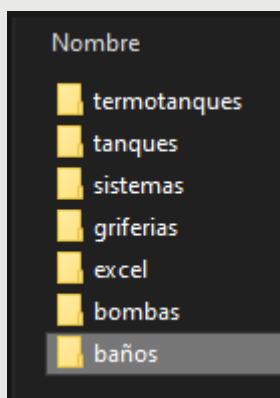 Nombre
termotanques
tanques
sistemas
griferias
excel
bombas
baños